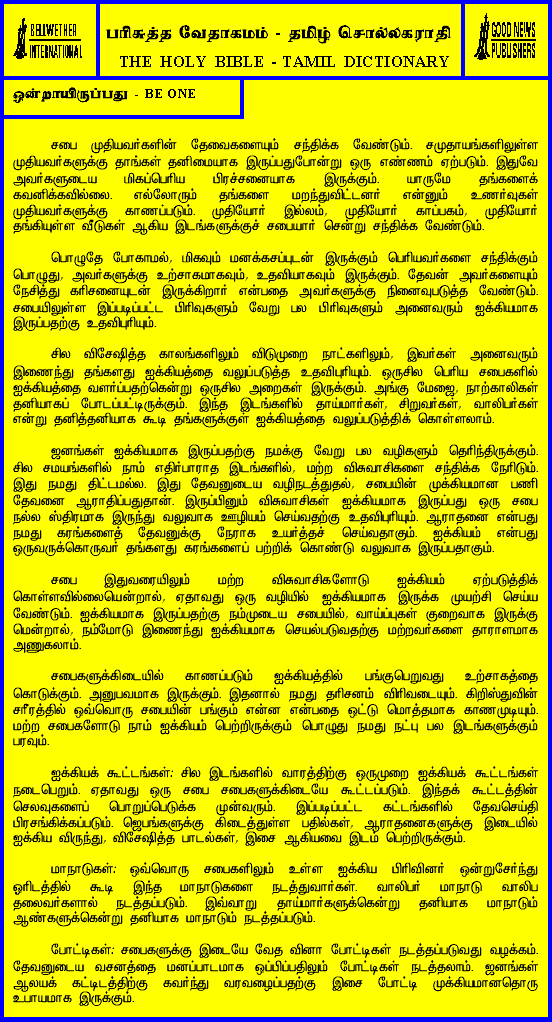 BELLWETHER
INTERNATIONAL
பரிசுத்த வேதாகமம் - தமிழ் சொல்லகராதி
THE HOLY BIBLE - TAMIL DICTIONARY
GOOD NEWS
PUBLISHERS
ஒன்றாயிருப்பது - BE ONE
சபை முதியவர்களின் தேவைகளையும் சந்திக்க வேண்டும். சமுதாயங்களிலுள்ள
முதியவர்களுக்கு தாங்கள் தனிமையாக இருப்பதுபோன்று ஒரு எண்ணம் ஏற்படும். இதுவே
அவர்களுடைய மிகப்பெரிய பிரச்சனையாக இருக்கும். யாருமே தங்களைக்
கவனிக்கவில்லை. எல்லோரும் தங்களை மறந்துவிட்டனர் என்னும் உணர்வுகள்
முதியவர்களுக்கு காணப்படும். முதியோர் இல்லம், முதியோர் காப்பகம், முதியோர்
தங்கியுள்ள வீடுகள் ஆகிய இடங்களுக்குச் சபையார் சென்று சந்திக்க வேண்டும்.
பொழுதே போகாமல், மிகவும் மனக்கசப்புடன் இருக்கும் பெரியவர்களை சந்திக்கும்
பொழுது, அவர்களுக்கு உற்சாகமாகவும், உதவியாகவும் இருக்கும். தேவன் அவர்களையும்
நேசித்து கரிசனையுடன் இருக்கிறார் என்பதை அவர்களுக்கு நினைவுபடுத்த வேண்டும்.
சபையிலுள்ள இப்படிப்பட்ட பிரிவுகளும் வேறு பல பிரிவுகளும் அனைவரும் ஐக்கியமாக
இருப்பதற்கு உதவிபுரியும்.
சில விசேஷித்த காலங்களிலும் விடுமுறை நாட்களிலும், இவர்கள் அனைவரும்
இணைந்து தங்களது ஐக்கியத்தை வலுப்படுத்த உதவிபுரியும். ஒருசில பெரிய சபைகளில்
ஐக்கியத்தை வளர்ப்பதற்கென்று ஒருசில அறைகள் இருக்கும். அங்கு மேஜை, நாற்காலிகள்
தனியாகப் போடப்பட்டிருக்கும். இந்த இடங்களில் தாய்மார்கள், சிறுவர்கள், வாலிபர்கள்
என்று தனித்தனியாக கூடி தங்களுக்குள் ஐக்கியத்தை வலுப்படுத்திக் கொள்ளலாம்.
ஜனங்கள் ஐக்கியமாக இருப்பதற்கு நமக்கு வேறு பல வழிகளும் தெரிந்திருக்கும்.
சில சமயங்களில் நாம் எதிர்பாராத இடங்களில், மற்ற விசுவாசிகளை சந்திக்க நேரிடும்.
இது நமது திட்டமல்ல. இது தேவனுடைய வழிநடத்துதல், சபையின் முக்கியமான பணி
தேவனை ஆராதிப்பதுதான். இருப்பினும் விசுவாசிகள் ஐக்கியமாக இருப்பது ஒரு சபை
நல்ல ஸ்திரமாக இருந்து வலுவாக ஊழியம் செய்வதற்கு உதவிபுரியும். ஆராதனை என்பது
நமது கரங்களைத் தேவனுக்கு நேராக உயர்த்தச் செய்வதாகும். ஐக்கியம் என்பது
ஒருவருக்கொருவர் தங்களது கரங்களைப் பற்றிக் கொண்டு வலுவாக இருப்பதாகும்.
சபை இதுவரையிலும் மற்ற விசுவாசிகளோடு ஐக்கியம் ஏற்படுத்திக்
கொள்ளவில்லையென்றால், ஏதாவது ஒரு வழியில் ஐக்கியமாக இருக்க முயற்சி செய்ய
வேண்டும். ஐக்கியமாக இருப்பதற்கு நம்முடைய சபையில், வாய்ப்புகள் குறைவாக இருக்கு
மென்றால், நம்மோடு இணைந்து ஐக்கியமாக செயல்படுவதற்கு மற்றவர்களை தாராளமாக
அணுகலாம்.
சபைகளுக்கிடையில் காணப்படும் ஐக்கியத்தில் பங்குபெறுவது உற்சாகத்தை
கொடுக்கும். அனுபவமாக இருக்கும். இதனால் நமது தரிசனம் விரிவடையும். கிறிஸ்துவின்
சரீரத்தில் ஒவ்வொரு சபையின் பங்கும் என்ன என்பதை ஒட்டு மொத்தமாக காணமுடியும்.
மற்ற சபைகளோடு நாம் ஐக்கியம் பெற்றிருக்கும் பொழுது நமது நட்பு பல இடங்களுக்கும்
பரவும்.
ஐக்கியக் கூட்டங்கள்: சில இடங்களில் வாரத்திற்கு ஒருமுறை ஐக்கியக் கூட்டங்கள்
நடைபெறும். ஏதாவது ஒரு சபை சபைகளுக்கிடையே கூட்டப்படும். இந்தக் கூட்டத்தின்
செலவுகளைப் பொறுப்பெடுக்க முன்வரும். இப்படிப்பட்ட கட்டங்களில் தேவசெய்தி
பிரசங்கிக்கப்படும். ஜெபங்களுக்கு கிடைத்துள்ள பதில்கள், ஆராதனைகளுக்கு இடையில்
ஐக்கிய விருந்து, விசேஷித்த பாடல்கள், இசை ஆகியவை இடம் பெற்றிருக்கும்.
மாநாடுகள்: ஒவ்வொரு சபைகளிலும் உள்ள ஐக்கிய பிரிவினர் ஒன்றுசேர்ந்து
ஓரிடத்தில் கூடி இந்த மாநாடுகளை நடத்துவார்கள். வாலிபர் மாநாடு வாலிப
தலைவர்களால் நடத்தப்படும். இவ்வாறு தாய்மார்களுக்கென்று தனியாக மாநாடும்
ஆண்களுக்கென்று தனியாக மாநாடும் நடத்தப்படும்.
போட்டிகள்: சபைகளுக்கு இடையே வேத வினா போட்டிகள் நடத்தப்படுவது வழக்கம்.
தேவனுடைய வசனத்தை மனப்பாடமாக ஒப்பிப்பதிலும் போட்டிகள் நடத்தலாம். ஜனங்கள்
ஆலயக் கட்டிடத்திற்கு கவர்ந்து வரவழைப்பதற்கு இசை போட்டி முக்கியமானதொரு
உபாயமாக இருக்கும்.